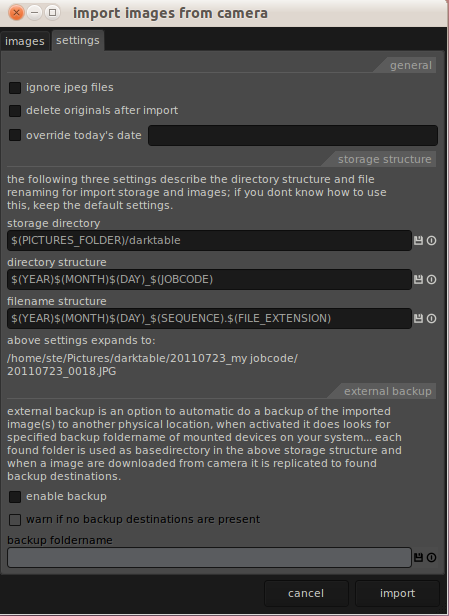 import images from camera
images settings
general
ignore jpeg files
delete originals after import
override today's date
storage structure
the following three settings describe the directory structure and file
renaming for import storage and images; if you dont know how to use
this, keep the default settings.
storage directory
$(PICTURES_FOLDER)/darktable
directory structure
$(YEAR)$(MONTH)$(DAY)_$(JOBCODE)
filename structure
$(YEAR)$(MONTH)$(DAY)_$(SEQUENCE).$(FILE_EXTENSION)
above settings expands to:
/home/ste/Pictures/darktable/20110723_my jobcode/
20110723_0018.JPG
external backup
external backup is an option to automatic do a backup of the imported
image(s) to another physical location, when activated it does looks for
specified backup foldername of mounted devices on your system... each
found folder is used as basedirectory in the above storage structure and
when a image are downloaded from camera it is replicated to found
backup destinations.
enable backup
warn if no backup destinations are present
backup foldername
cancel import